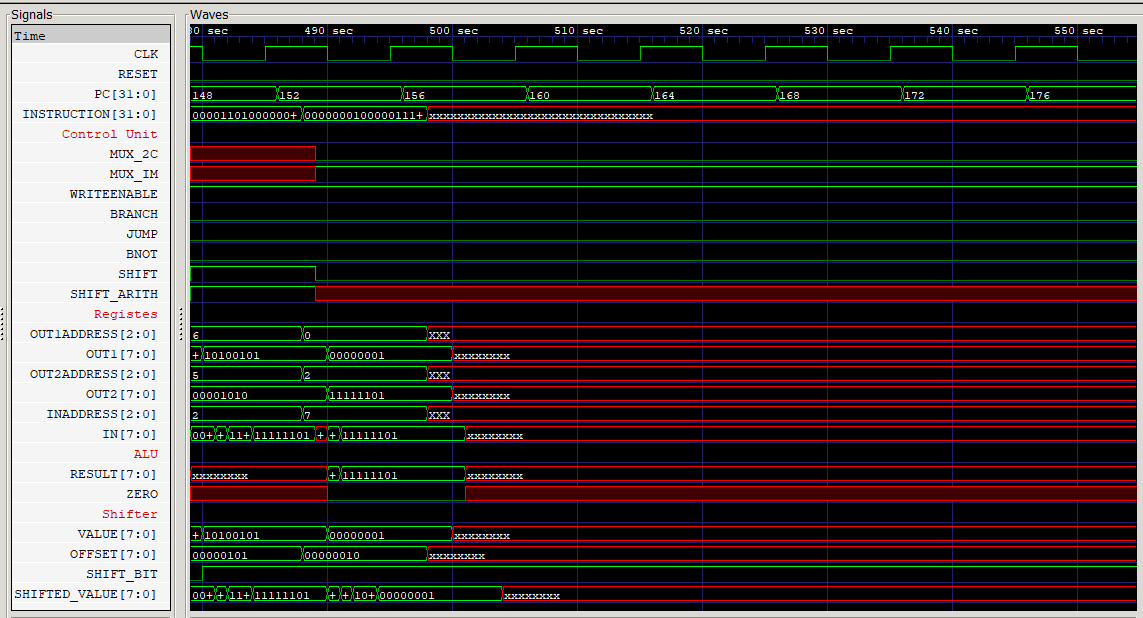 Signals
Waves
Time
30 sec 490 sec 500 sec 510 sec 520 sec 530 sec 540 sec 550 sec
CLK
RESET
PC[31:0] 148 152 156 160 164 168 172 176
INSTRUCTION[31:0] 00001101000000+ 0000000100000111+ xxxxxxxxxxxxxxxxxxxxxxxxxxxxxxxx
Control Unit
MUX_2C
MUX_IM
WRITEENABLE
BRANCH
JUMP
BNOT
SHIFT
SHIFT_ARITH
Registes
OUT1ADDRESS[2:0] 6 0 XXX
OUT1[7:0] + 10100101 00000001 xxxxxxxx
OUT2ADDRESS[2:0] 5 2 XXX
OUT2[7:0] 00001010 11111101 xxxxxxxx
INADDRESS[2:0] 2 7 XXX
IN[7:0] 00+ + 11+ 11111101 + + 11111101 xxxxxxxx
ALU
RESULT[7:0] xxxxxxxx + 11111101 xxxxxxxx
ZERO
Shifter
VALUE[7:0] + 10100101 00000001 xxxxxxxx
OFFSET[7:0] 00000101 00000010 xxxxxxxx
SHIFT_BIT
SHIFTED_VALUE[7:0] 00+ + 11+ 11111101 + + 10+ 00000001 xxxxxxxx